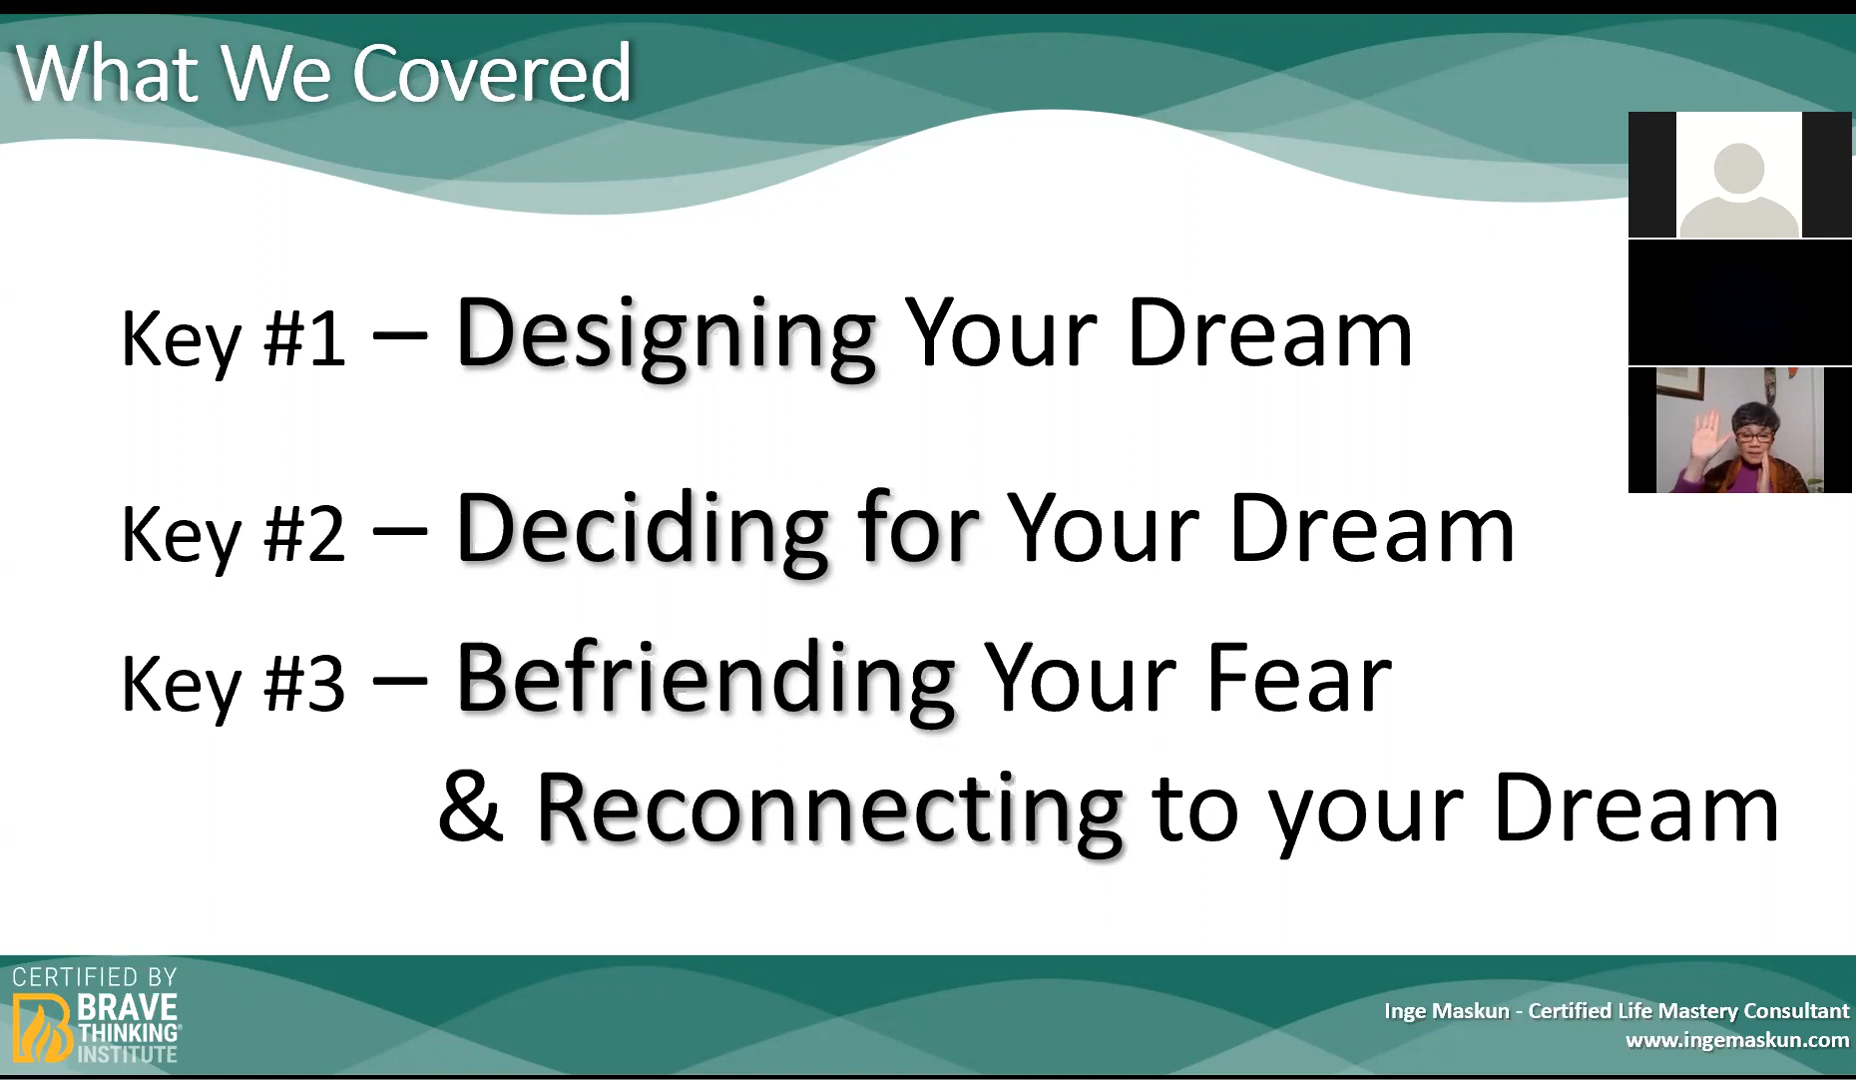 What We Covered
Key #1 – Designing Your Dream
Key #2 – Deciding for Your Dream
Key #3 – Befriending Your Fear
& Reconnecting to your Dream
CERTIFIED BY
BRAVE
THINKING®
INSTITUTE
Inge Maskun - Certified Life Mastery Consultant
www.ingemaskun.com